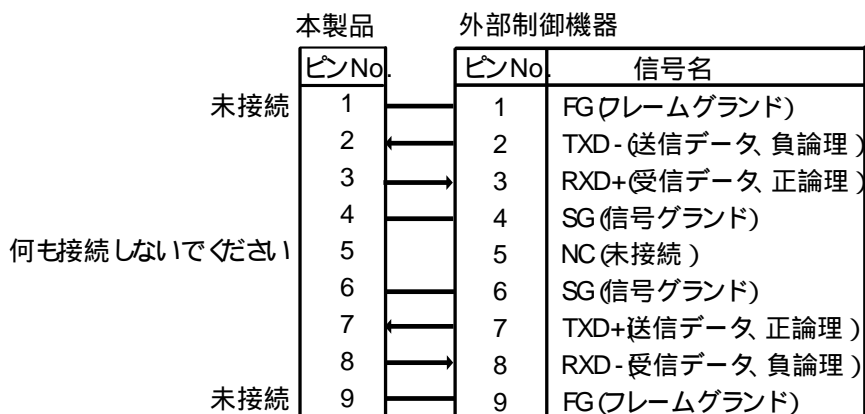 本製品 外部制御機器
ピンNo. ピンNo. 信号名
未接続 1 1 FG(フレームグランド)
2 2 TXD-(送信データ、負論理)
3 3 RXD+(受信データ、正論理)
4 4 SG(信号グランド)
何も接続しないでください 5 5 NC(未接続)
6 6 SG(信号グランド)
7 7 TXD+(送信データ、正論理)
8 8 RXD-(受信データ、負論理)
未接続 9 9 FG(フレームグランド)